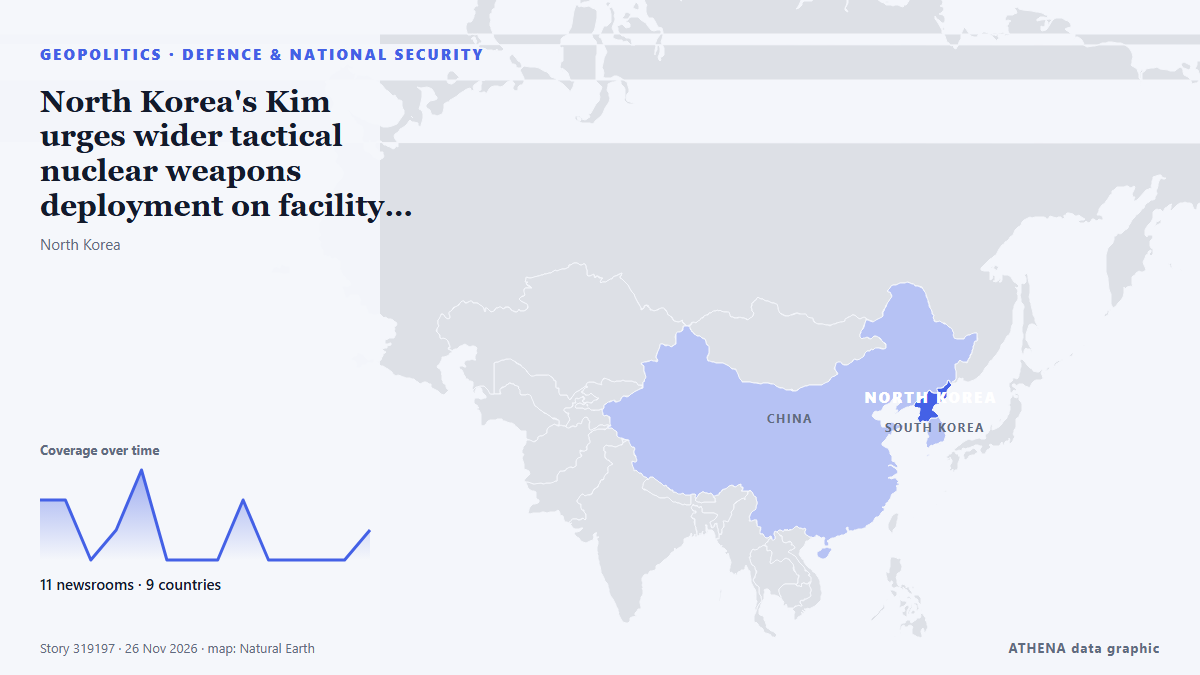 GEOPOLITICS · DEFENCE & NATIONAL SECURITY
North Korea's Kim
urges wider tactical
nuclear weapons
deployment on facility...
North Korea
NORTH KOREA
CHINA
SOUTH KOREA
Coverage over time
11 newsrooms · 9 countries
Story 319197 · 26 Nov 2026 · map: Natural Earth
ATHENA data graphic